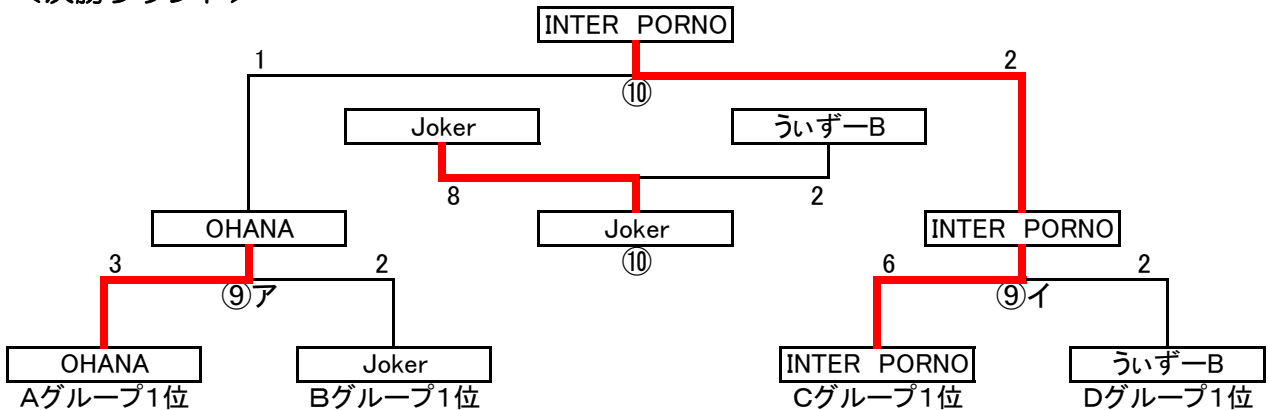 INTER PORNO
1 2
⑩
Joker うぃずーB
8 2
OHANA Joker INTER PORNO
⑩
3 2 6 2
⑨ア ⑨イ
OHANA Joker INTER PORNO うぃずーB
Aグループ1位 Bグループ1位 Cグループ1位 Dグループ1位